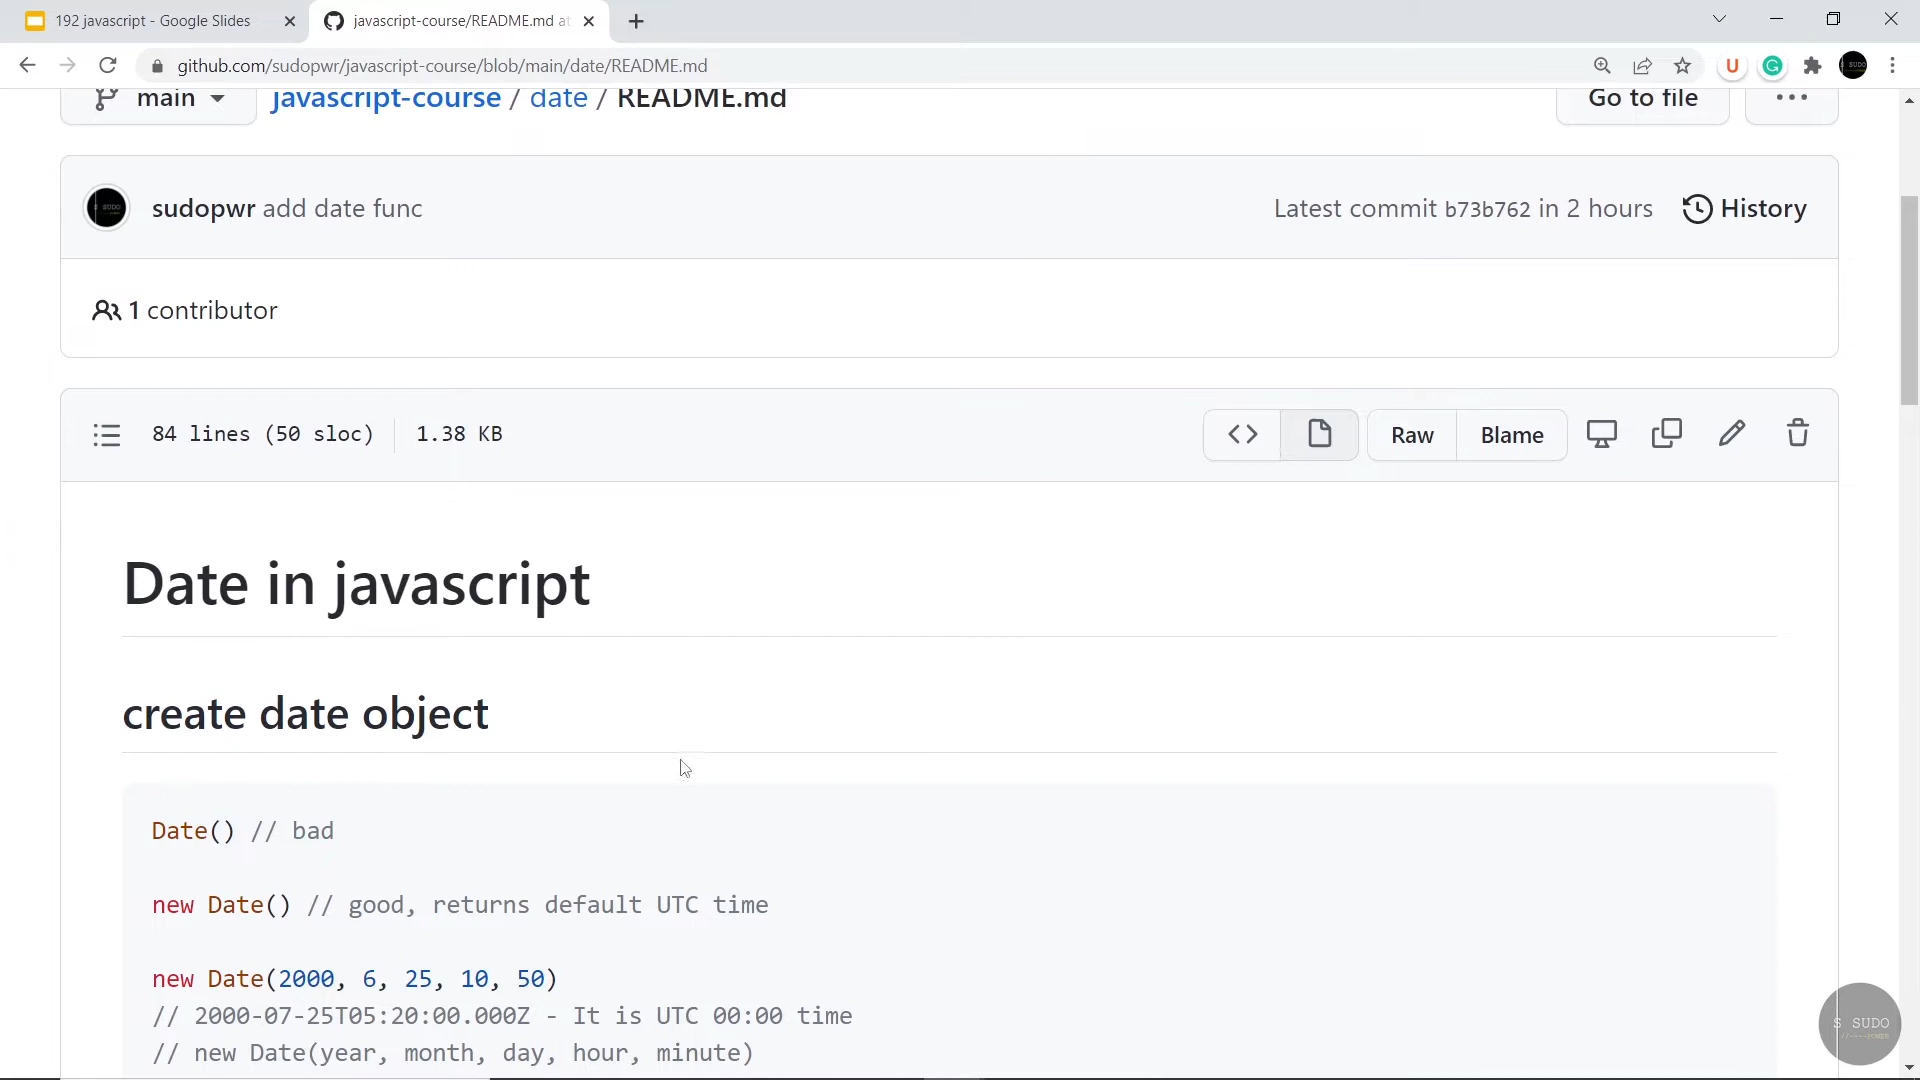 192 javascript - Google Slides
javascript-course/README.md at
github.com/sudopwr/javascript-course/blob/main/date/README.md
main
javascript-course / date / README.md
Go to file
sudopwr add date func
Latest commit b73b762 in 2 hours
History
1 contributor
84 lines (50 sloc)
1.38 KB
Raw
Blame
Date in javascript
create date object
Date() // bad
new Date() // good, returns default UTC time
new Date(2000, 6, 25, 10, 50)
// 2000-07-25T05:20:00.000Z - It is UTC 00:00 time
// new Date(year, month, day, hour, minute)
S SUDO